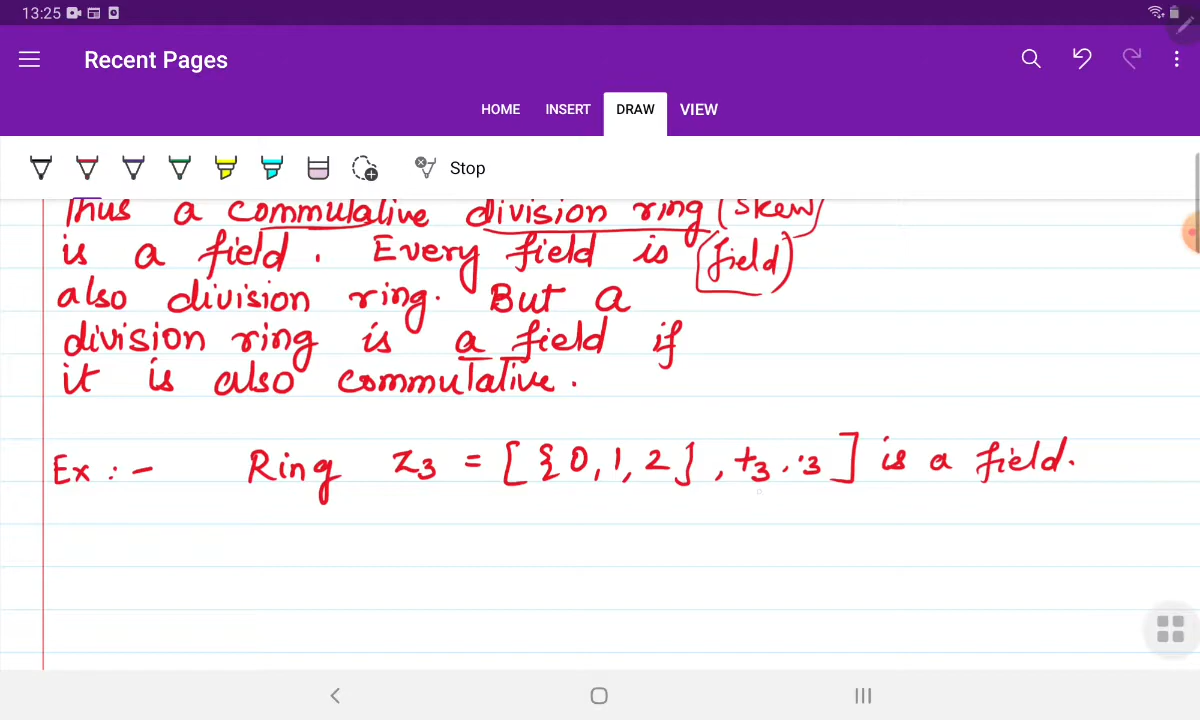 13:25
Recent Pages
HOME INSERT DRAW VIEW
Stop
Thus a commutative division ring (skew
is a field. Every field is field)
also division ring. But a
division ring is a field if
it is also commutative.
Ex :- Ring Z3 = [ {0, 1, 2} , +3 . ·3 ] is a field.